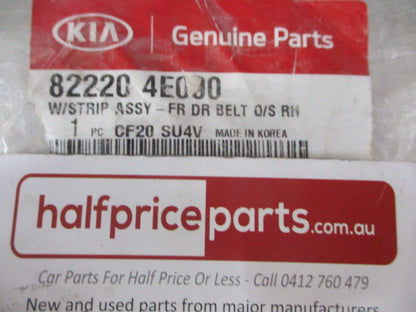 KIA Genuine Parts
82220 4E000
W/STRIP ASSY-FR DR BELT O/S RH
1 PC CF20 SU4V MADE IN KOREA
halfpriceparts.com.au
Car Parts For Half Price Or Less - Call 0412 760 479
New and used parts from major manufacturers